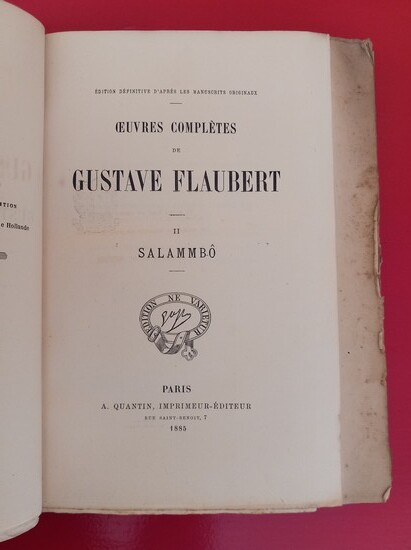 TION
e Hollande
ÉDITION DÉFINITIVE D'APRÈS LES MANUSCRITS ORIGINAUX
ŒUVRES COMPLÈTES
DE
GUSTAVE FLAUBERT
II
SALAMMBÔ
EDITION NE VARIETUR
PARIS
A. QUANTIN, IMPRIMEUR-ÉDITEUR
RUE SAINT-BENOIT, 7
1885